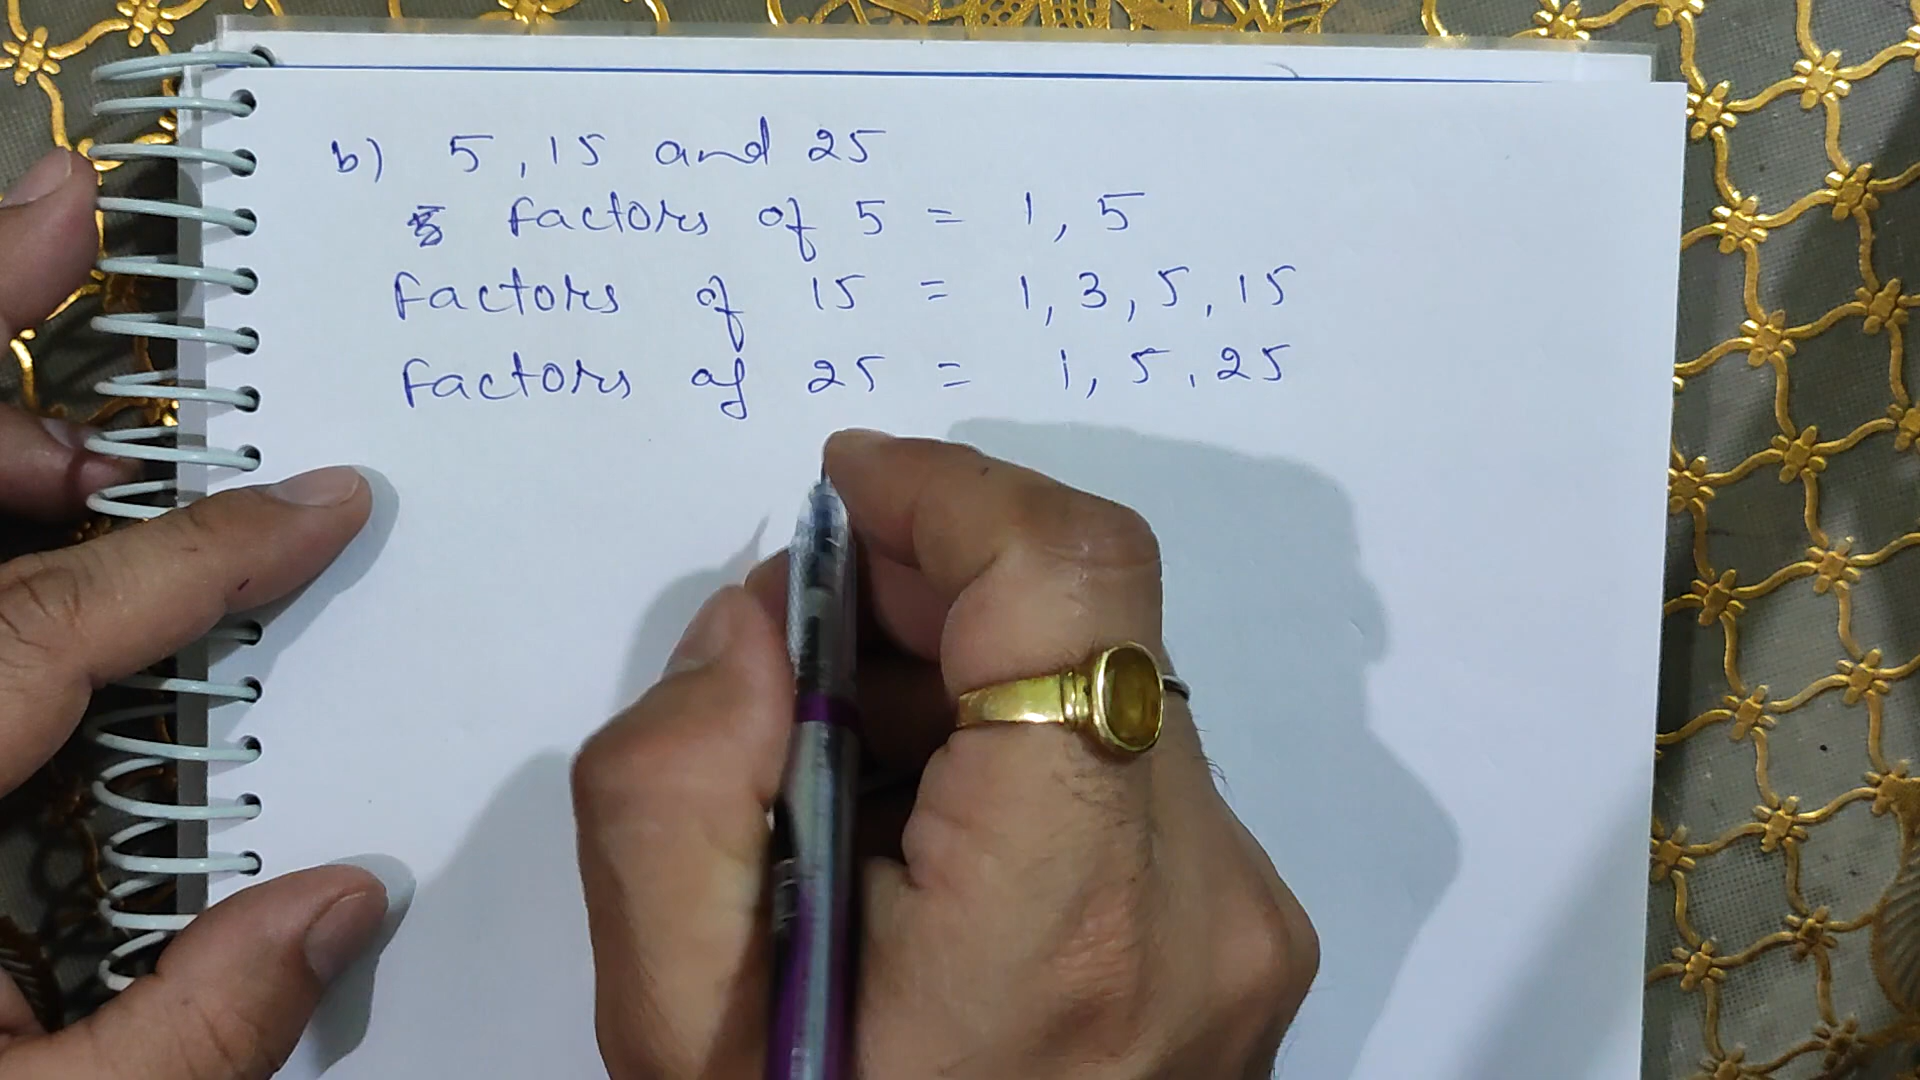 b) 5, 15 and 25
factors of 5 = 1, 5
factors of 15 = 1, 3, 5, 15
factors of 25 = 1, 5, 25